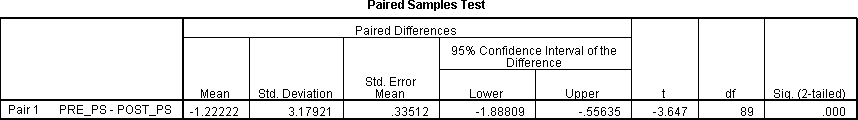 Paired Samples Test
Paired Differences
95% Confidence Interval of the
Difference
Std. Error
Mean Std. Deviation Mean Lower Upper t df Sig. (2-tailed)
Pair 1 PRE_PS - POST_PS -1.22222 3.17921 .33512 -1.88809 -.55635 -3.647 89 .000